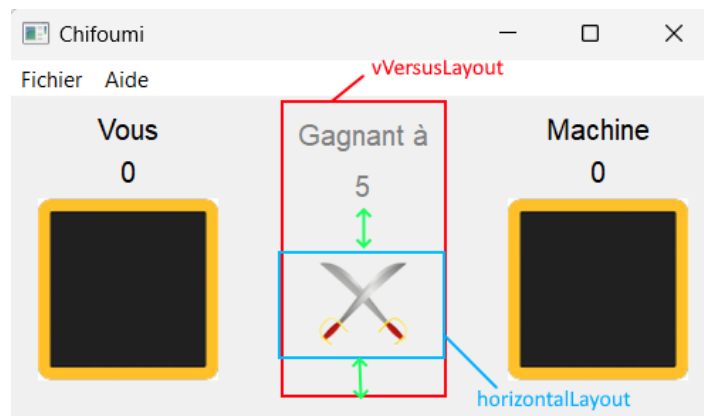 Chifoumi
Fichier Aide
vVersusLayout
Vous
Gagnant à
Machine
0
5
0
horizontalLayout